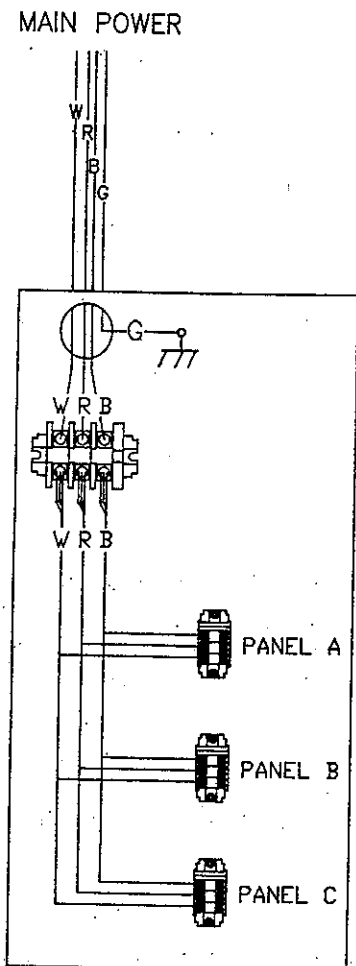 MAIN POWER
W
R
B
G
G
W R B
W R B
PANEL A
PANEL B
PANEL C